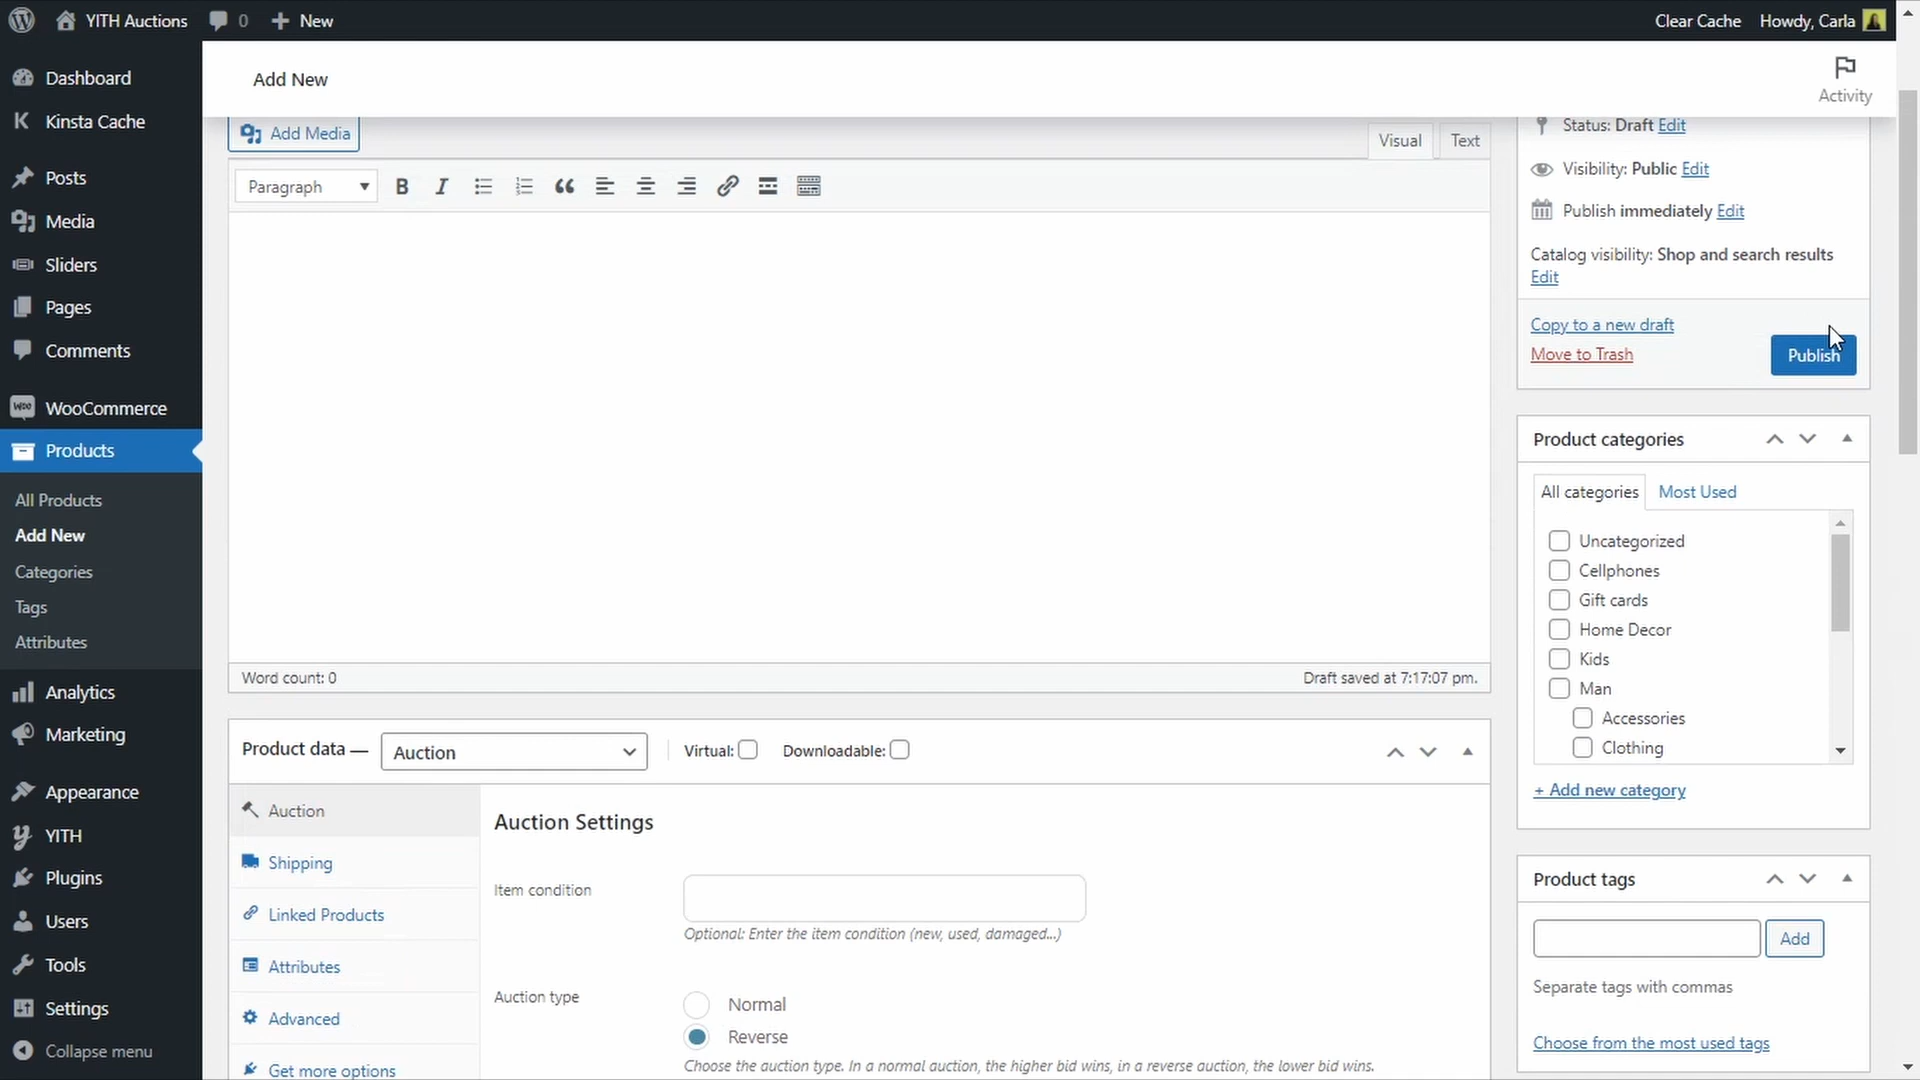 YITH Auctions
0
New
Clear Cache
Howdy, Carla
Dashboard
Kinsta Cache
Posts
Media
Sliders
Pages
Comments
WooCommerce
Products
All Products
Add New
Categories
Tags
Attributes
Analytics
Marketing
Appearance
YITH
Plugins
Users
Tools
Settings
Collapse menu
Add New
Activity
Add Media
Visual
Text
Paragraph
Word count: 0
Draft saved at 7:17:07 pm.
Product data —
Auction
Virtual:
Downloadable:
Auction
Shipping
Linked Products
Attributes
Advanced
Get more options
Auction Settings
Item condition
Optional: Enter the item condition (new, used, damaged...)
Auction type
Normal
Reverse
Choose the auction type. In a normal auction, the higher bid wins, in a reverse auction, the lower bid wins.
Status: Draft Edit
Visibility: Public Edit
Publish immediately Edit
Catalog visibility: Shop and search results
Edit
Copy to a new draft
Move to Trash
Publish
Product categories
All categories
Most Used
Uncategorized
Cellphones
Gift cards
Home Decor
Kids
Man
Accessories
Clothing
+ Add new category
Product tags
Add
Separate tags with commas
Choose from the most used tags